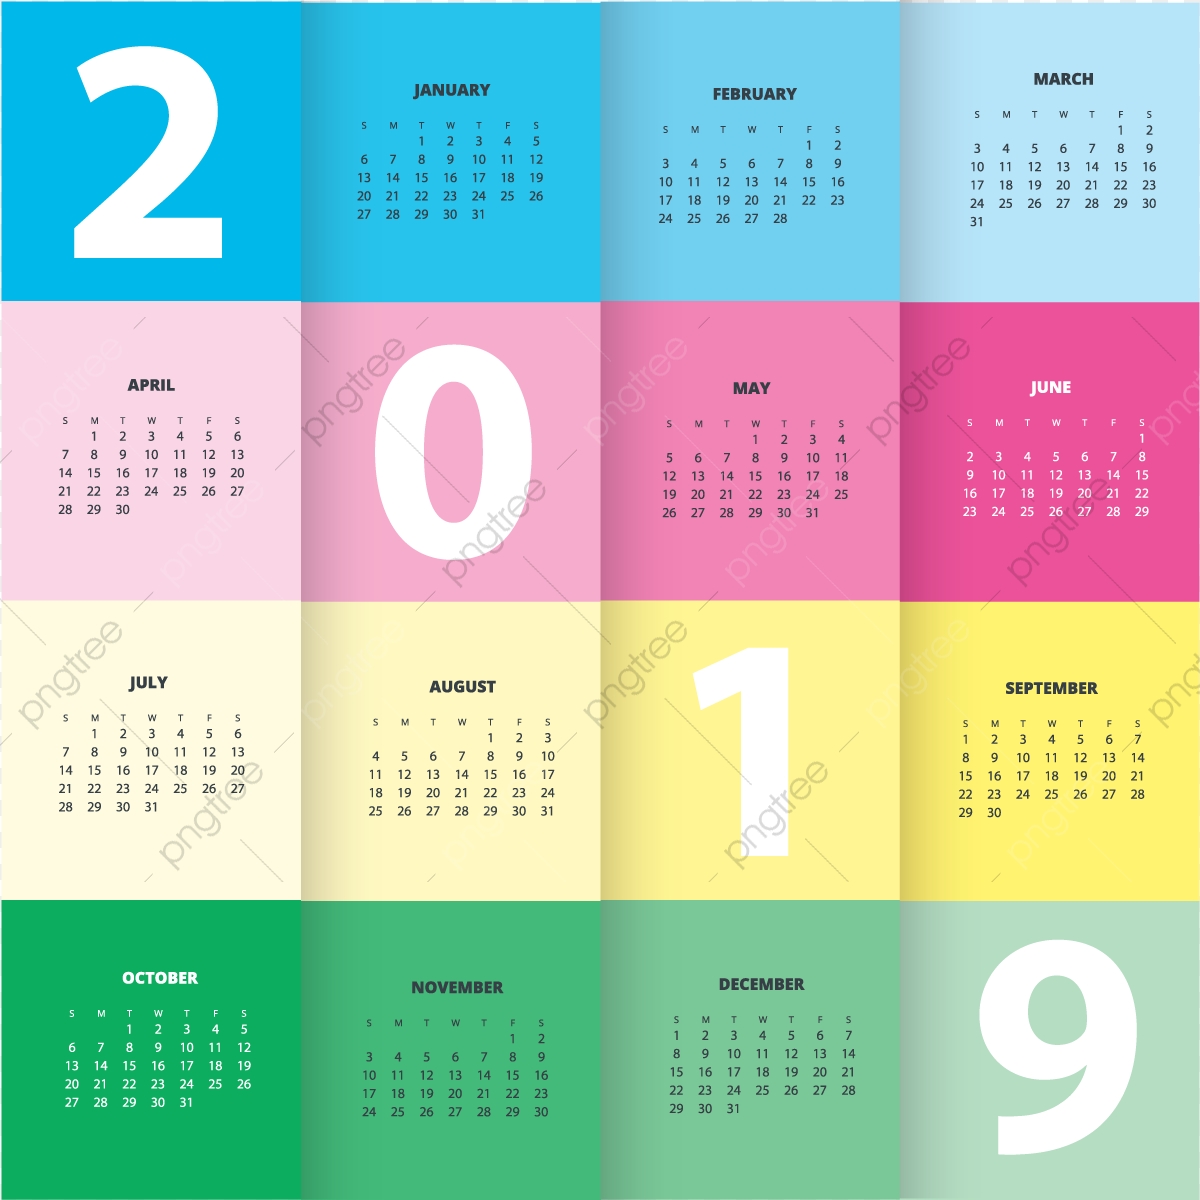 2
JANUARY
S M T W T F S
1 2 3 4 5
6 7 8 9 10 11 12
13 14 15 16 17 18 19
20 21 22 23 24 25 26
27 28 29 30 31
FEBRUARY
S M T W T F S
1 2
3 4 5 6 7 8 9
10 11 12 13 14 15 16
17 18 19 20 21 22 23
24 25 26 27 28
MARCH
S M T W T F S
1 2
3 4 5 6 7 8 9
10 11 12 13 14 15 16
17 18 19 20 21 22 23
24 25 26 27 28 29 30
31
APRIL
S M T W T F S
1 2 3 4 5 6
7 8 9 10 11 12 13
14 15 16 17 18 19 20
21 22 23 24 25 26 27
28 29 30
0
MAY
S M T W T F S
1 2 3 4
5 6 7 8 9 10 11
12 13 14 15 16 17 18
19 20 21 22 23 24 25
26 27 28 29 30 31
JUNE
S M T W T F S
1
2 3 4 5 6 7 8
9 10 11 12 13 14 15
16 17 18 19 20 21 22
23 24 25 26 27 28 29
JULY
S M T W T F S
1 2 3 4 5 6
7 8 9 10 11 12 13
14 15 16 17 18 19 20
21 22 23 24 25 26 27
28 29 30 31
AUGUST
S M T W T F S
1 2 3
4 5 6 7 8 9 10
11 12 13 14 15 16 17
18 19 20 21 22 23 24
25 26 27 28 29 30 31
1
SEPTEMBER
S M T W T F S
1 2 3 4 5 6 7
8 9 10 11 12 13 14
15 16 17 18 19 20 21
22 23 24 25 26 27 28
29 30
OCTOBER
S M T W T F S
1 2 3 4 5
6 7 8 9 10 11 12
13 14 15 16 17 18 19
20 21 22 23 24 25 26
27 28 29 30 31
NOVEMBER
S M T W T F S
1 2
3 4 5 6 7 8 9
10 11 12 13 14 15 16
17 18 19 20 21 22 23
24 25 26 27 28 29 30
DECEMBER
S M T W T F S
1 2 3 4 5 6 7
8 9 10 11 12 13 14
15 16 17 18 19 20 21
22 23 24 25 26 27 28
29 30 31
9
pngtree